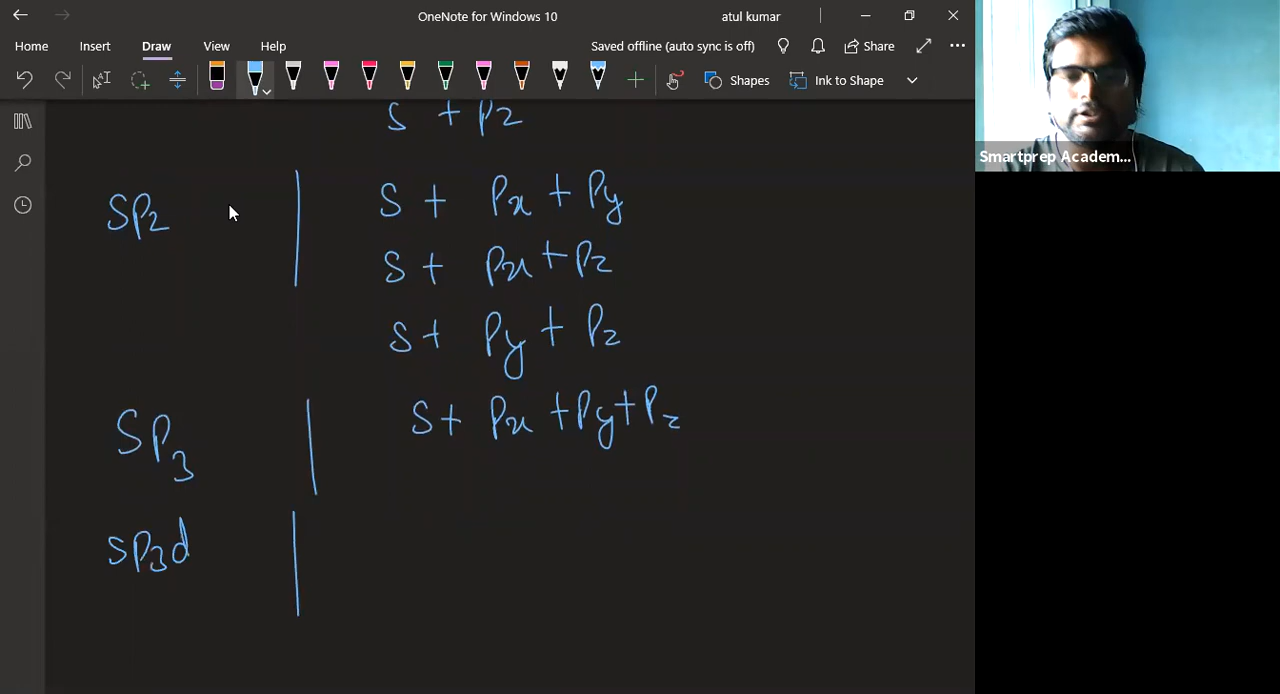 OneNote for Windows 10
atul kumar
Home Insert Draw View Help
Saved offline (auto sync is off)
Share
Shapes
Ink to Shape
S + Pz
SP2 S + Px + Py
S + Px + Pz
S + Py + Pz
SP3 S + Px + Py + Pz
SP3d
Smartprep Academ...